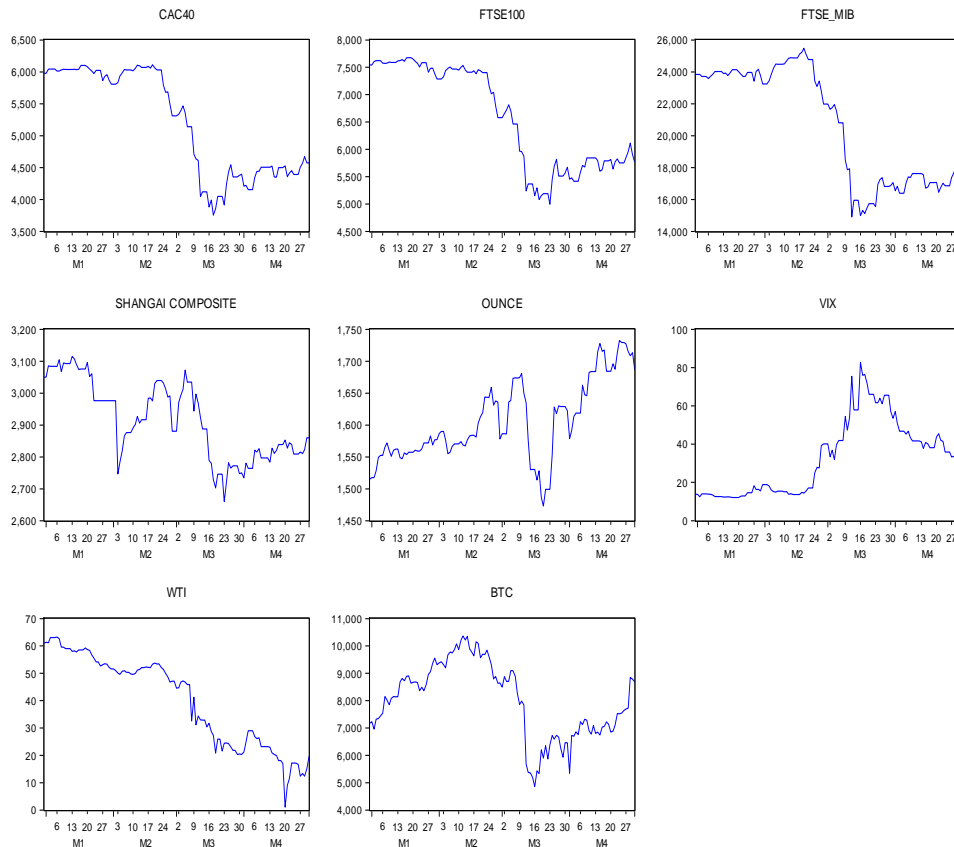 CAC40
6,500
6,000
5,500
5,000
4,500
4,000
3,500
6 13 20 27 3 10 17 24 2 9 16 23 30 6 13 20 27
M1 M2 M3 M4
FTSE100
8,000
7,500
7,000
6,500
6,000
5,500
5,000
4,500
6 13 20 27 3 10 17 24 2 9 16 23 30 6 13 20 27
M1 M2 M3 M4
FTSE_MIB
26,000
24,000
22,000
20,000
18,000
16,000
14,000
6 13 20 27 3 10 17 24 2 9 16 23 30 6 13 20 27
M1 M2 M3 M4
SHANGAI COMPOSITE
3,200
3,100
3,000
2,900
2,800
2,700
2,600
6 13 20 27 3 10 17 24 2 9 16 23 30 6 13 20 27
M1 M2 M3 M4
OUNCE
1,750
1,700
1,650
1,600
1,550
1,500
1,450
6 13 20 27 3 10 17 24 2 9 16 23 30 6 13 20 27
M1 M2 M3 M4
VIX
100
80
60
40
20
0
6 13 20 27 3 10 17 24 2 9 16 23 30 6 13 20 27
M1 M2 M3 M4
WTI
70
60
50
40
30
20
10
0
6 13 20 27 3 10 17 24 2 9 16 23 30 6 13 20 27
M1 M2 M3 M4
BTC
11,000
10,000
9,000
8,000
7,000
6,000
5,000
4,000
6 13 20 27 3 10 17 24 2 9 16 23 30 6 13 20 27
M1 M2 M3 M4